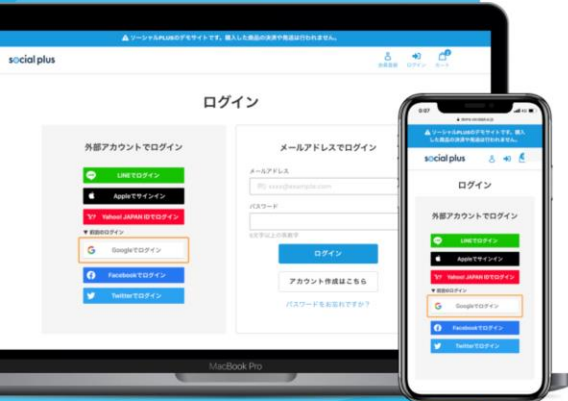 ソーシャルPLUSのデモサイトです。購入した商品の決済や発送は行われません。
social plus
会員登録 ログイン カート
ログイン
外部アカウントでログイン
LINEでログイン
Appleでサインイン
Yahoo! JAPAN IDでログイン
▼ 前回のログイン
Googleでログイン
Facebookでログイン
Twitterでログイン
メールアドレスでログイン
メールアドレス
例) xxxx@example.com
パスワード
8文字以上の英数字
ログイン
アカウント作成はこちら
パスワードをお忘れですか？
MacBook Pro
ソーシャルPLUSのデモサイトです。購入
した商品の決済や発送は行われません。
social plus
ログイン
外部アカウントでログイン
LINEでログイン
Appleでサインイン
Yahoo! JAPAN IDでログイン
▼ 前回のログイン
Googleでログイン
Facebookでログイン
Twitterでログイン